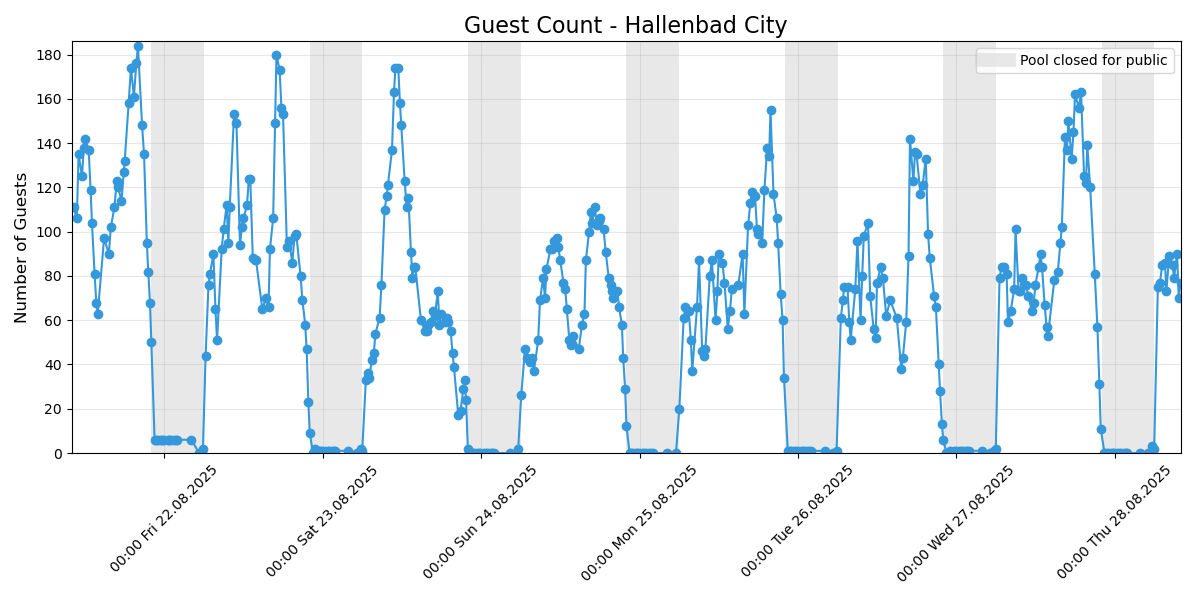 Guest Count - Hallenbad City
Pool closed for public
Number of Guests
180
160
140
120
100
80
60
40
20
0
00:00 Fri 22.08.2025
00:00 Sat 23.08.2025
00:00 Sun 24.08.2025
00:00 Mon 25.08.2025
00:00 Tue 26.08.2025
00:00 Wed 27.08.2025
00:00 Thu 28.08.2025